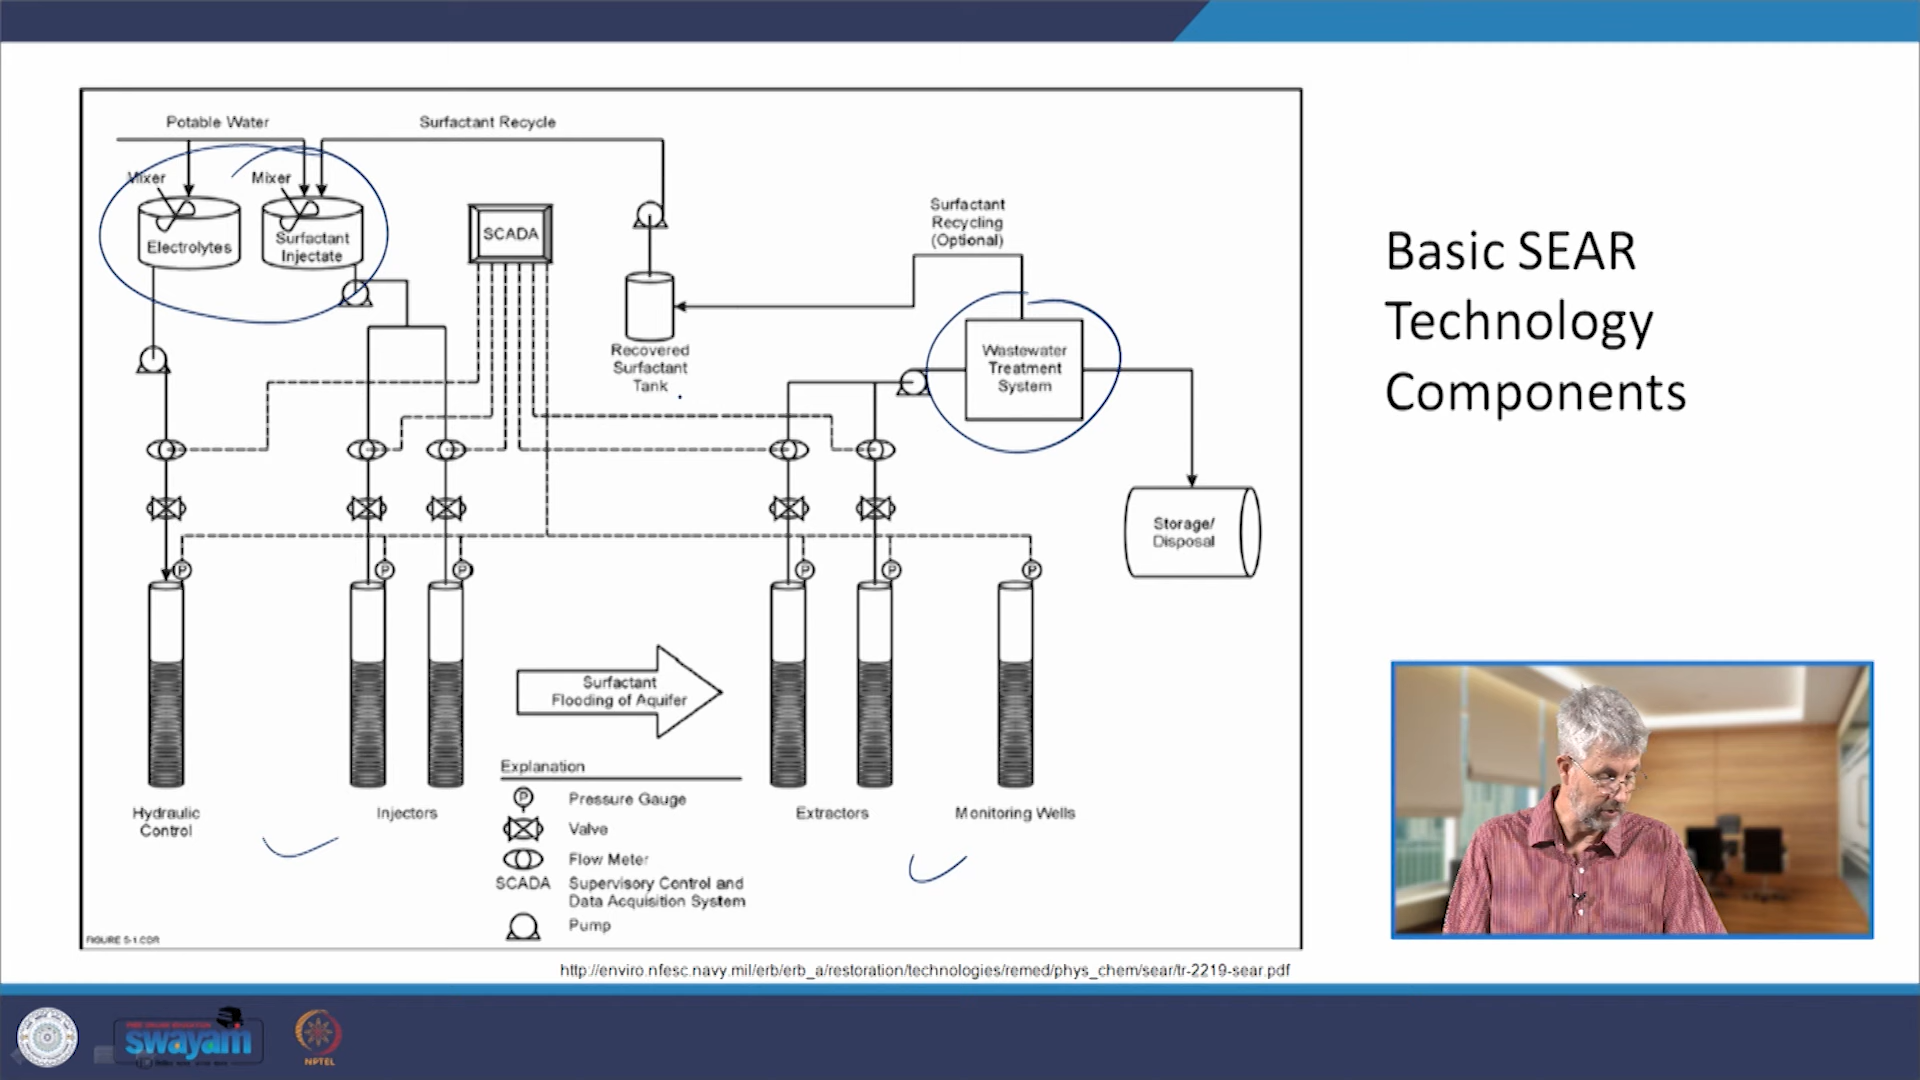 Potable Water
Surfactant Recycle
Mixer
Mixer
Electrolytes
Surfactant
Injectate
SCADA
Surfactant
Recycling
(Optional)
Recovered
Surfactant
Tank
Wastewater
Treatment
System
Storage/
Disposal
P
P
P
P
P
P
Surfactant
Flooding of Aquifer
Hydraulic
Control
Injectors
Extractors
Monitoring Wells
Explanation
P Pressure Gauge
Valve
Flow Meter
SCADA Supervisory Control and
Data Acquisition System
Pump
FIGURE 5-1.CDR
http://enviro.nfesc.navy.mil/erb/erb_a/restoration/technologies/remed/phys_chem/sear/tr-2219-sear.pdf
Basic SEAR
Technology
Components
swayam
NPTEL